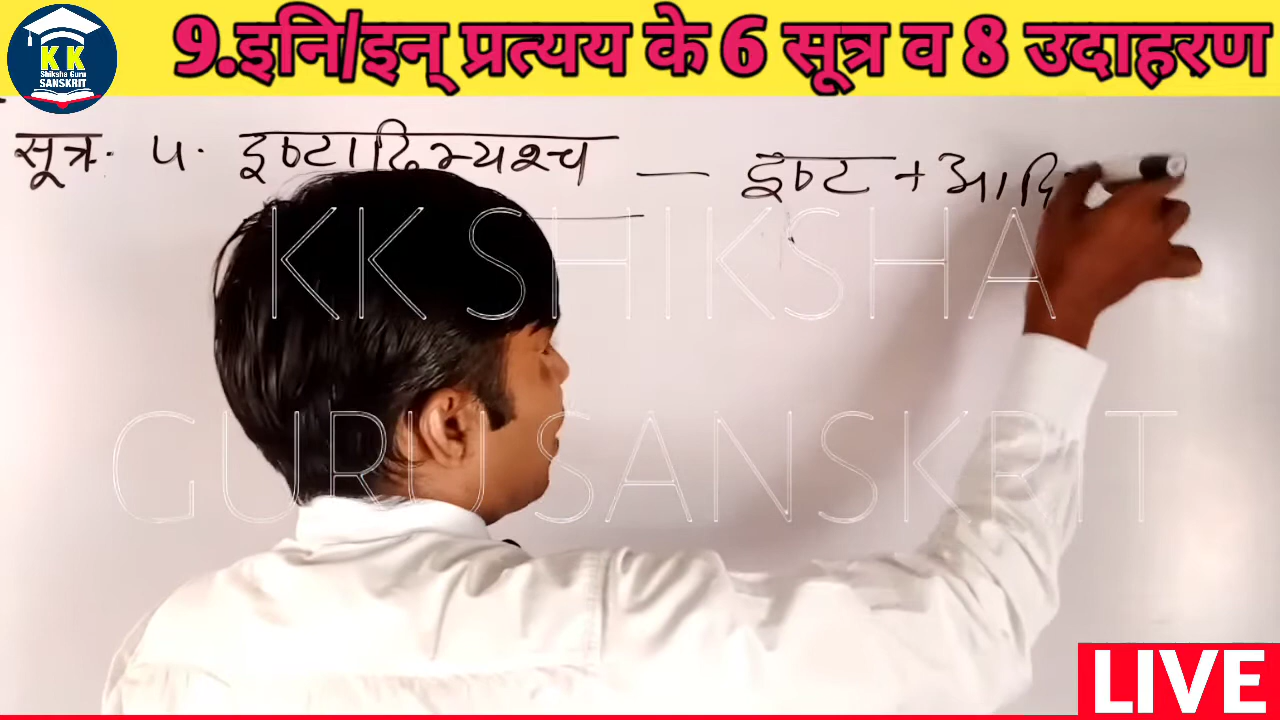 9.इनि/इन् प्रत्यय के 6 सूत्र व 8 उदाहरण
KK
Shiksha Guru
SANSKRIT
सूत्र. ५. इष्टादिभ्यश्च — इष्ट + आदि
KK SHIKSHA
GURU SANSKRIT
LIVE